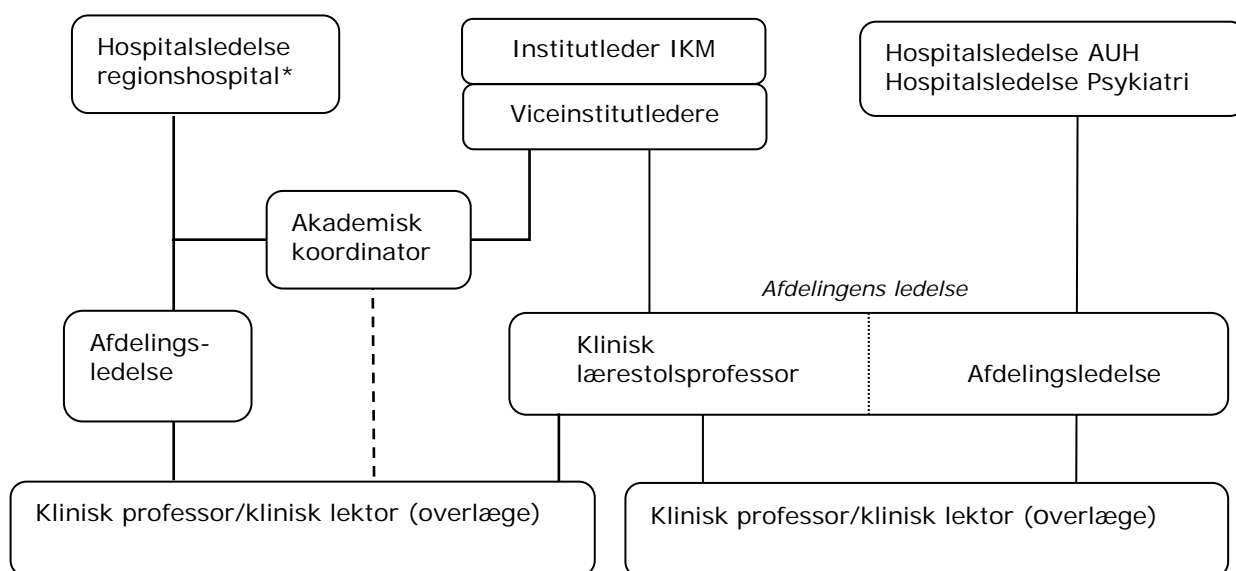 Hospitalsledelse
regionshospital*
Institutleder IKM
Viceinstitutledere
Hospitalsledelse AUH
Hospitalsledelse Psykiatri
Akademisk
koordinator
Afdelingens ledelse
Afdelings-
ledelse
Klinisk
lærestolsprofessor
Afdelingsledelse
Klinisk professor/klinisk lektor (overlæge)
Klinisk professor/klinisk lektor (overlæge)